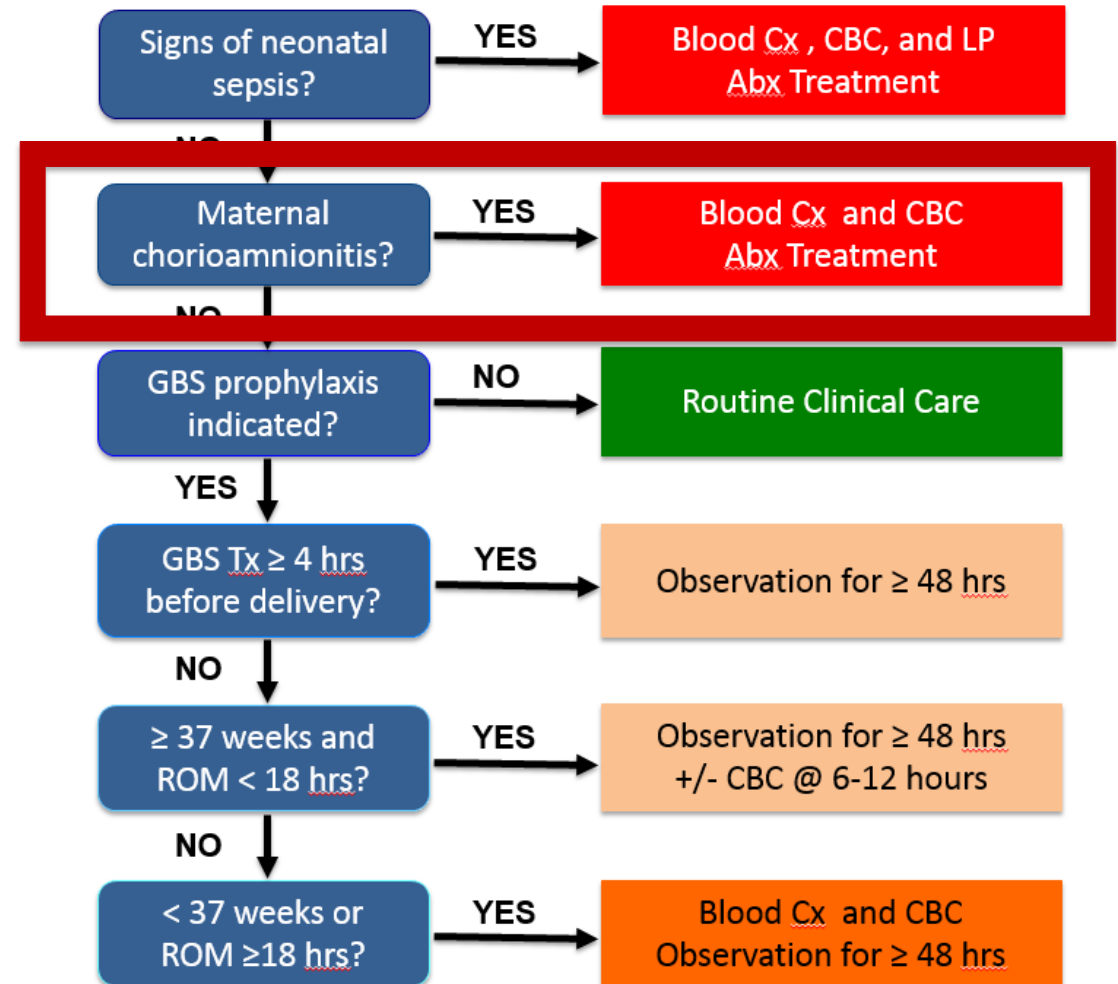 Signs of neonatal
sepsis?
YES
Blood Cx , CBC, and LP
Abx Treatment
Maternal
chorioamnionitis?
YES
Blood Cx and CBC
Abx Treatment
GBS prophylaxis
indicated?
NO
Routine Clinical Care
YES
GBS Tx ≥ 4 hrs
before delivery?
YES
Observation for ≥ 48 hrs
NO
≥ 37 weeks and
ROM < 18 hrs?
YES
Observation for ≥ 48 hrs
+/- CBC @ 6-12 hours
NO
< 37 weeks or
ROM ≥18 hrs?
YES
Blood Cx and CBC
Observation for ≥ 48 hrs